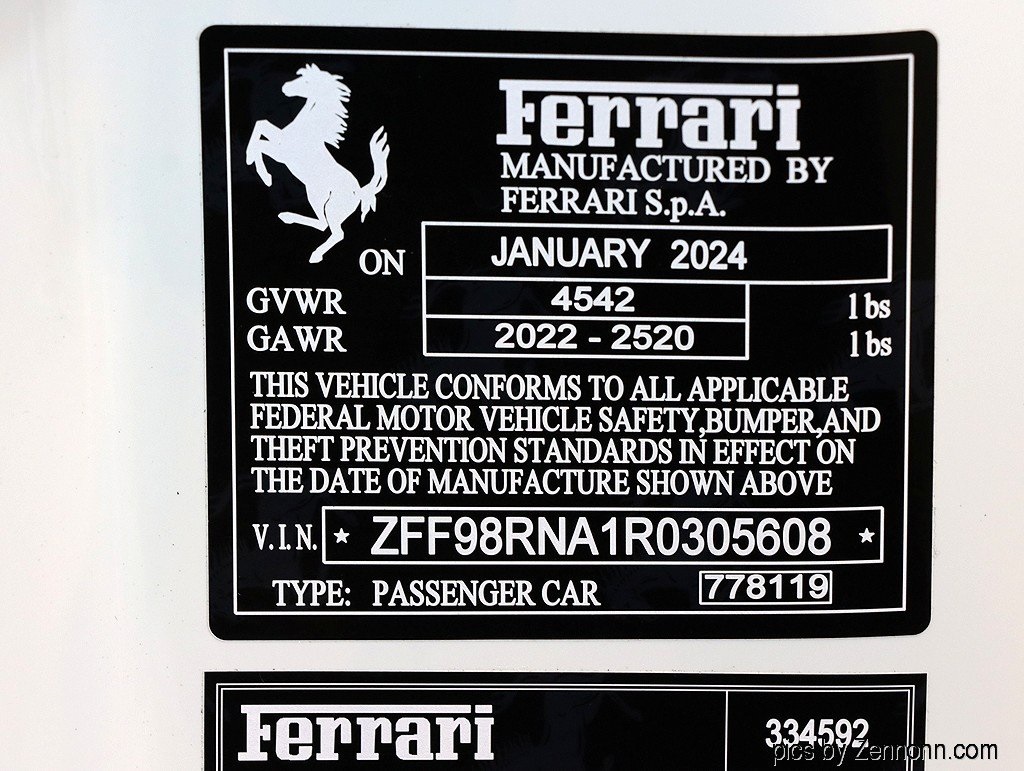 Ferrari
MANUFACTURED BY
FERRARI S.p.A.
ON JANUARY 2024
GVWR 4542 lbs
GAWR 2022 - 2520 lbs
THIS VEHICLE CONFORMS TO ALL APPLICABLE
FEDERAL MOTOR VEHICLE SAFETY,BUMPER,AND
THEFT PREVENTION STANDARDS IN EFFECT ON
THE DATE OF MANUFACTURE SHOWN ABOVE
V.I.N. ★ ZFF98RNA1R0305608 ★
TYPE: PASSENGER CAR 778119
Ferrari 334592
pics by Zennonn.com